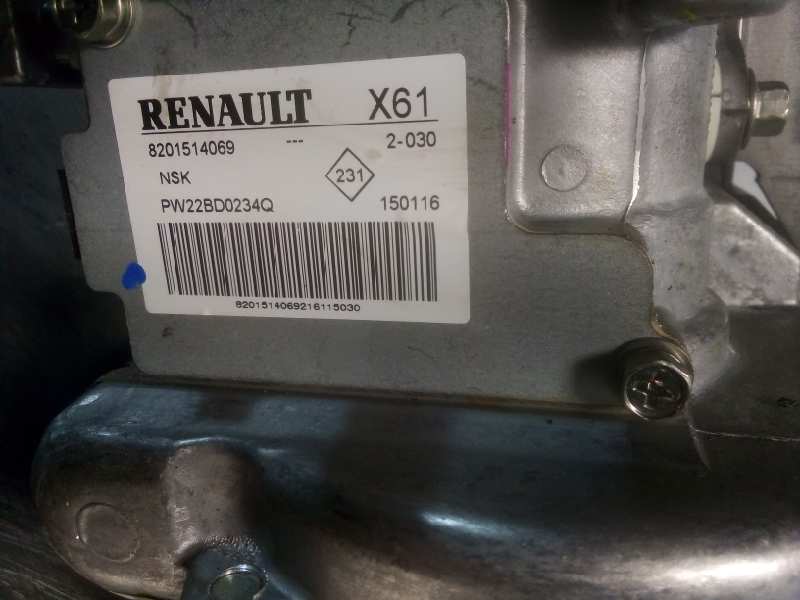 RENAULT X61
8201514069 --- 2-030
NSK 231
PW22BD0234Q 150116
8201514069216115030